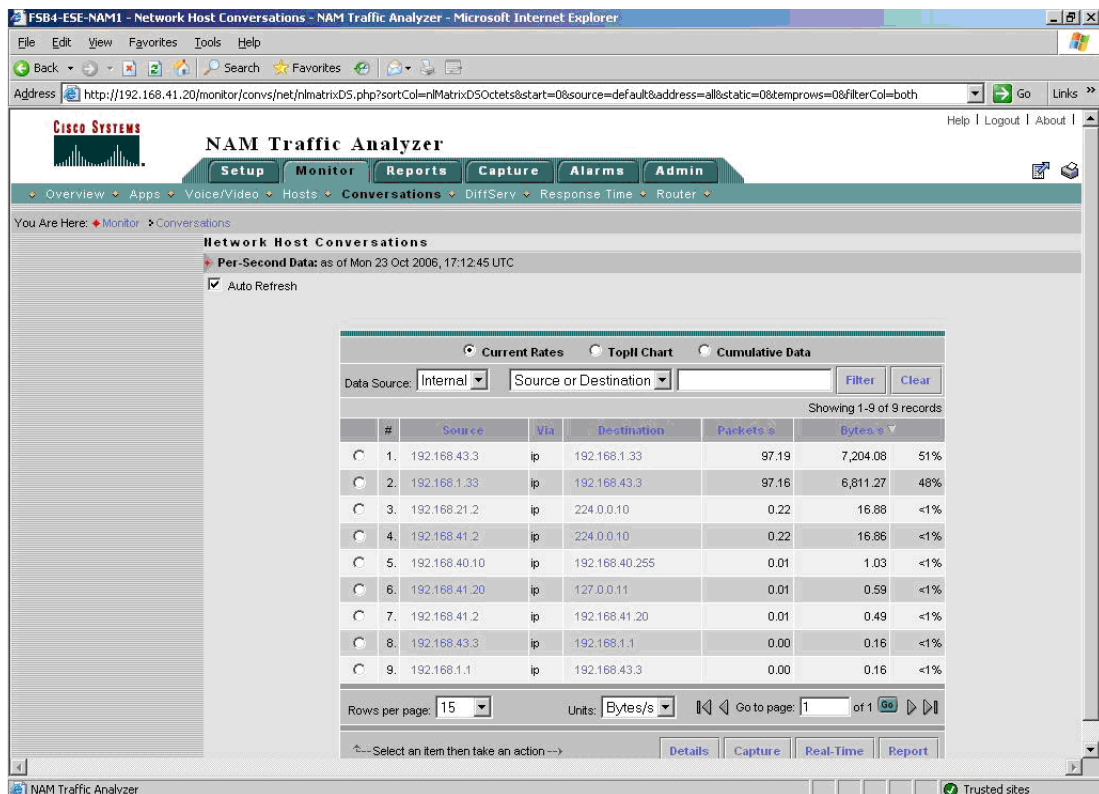 FSB4-ESE-NAM1 - Network Host Conversations - NAM Traffic Analyzer - Microsoft Internet Explorer
File Edit View Favorites Tools Help
Back Search Favorites
Address http://192.168.41.20/monitor/convs/net/nlmatrixDS.php?sortCol=nlMatrixDSOctets&start=0&source=default&address=all&static=0&temprows=0&filterCol=both Go Links »
Help | Logout | About |
CISCO SYSTEMS
NAM Traffic Analyzer
Setup Monitor Reports Capture Alarms Admin
Overview Apps Voice/Video Hosts Conversations DiffServ Response Time Router
You Are Here: Monitor > Conversations
Network Host Conversations
Per-Second Data: as of Mon 23 Oct 2006, 17:12:45 UTC
Auto Refresh
Current Rates TopN Chart Cumulative Data
Data Source: Internal Source or Destination Filter Clear
Showing 1-9 of 9 records
# Source Via Destination Packets/s Bytes/s
1. 192.168.43.3 ip 192.168.1.33 97.19 7,204.08 51%
2. 192.168.1.33 ip 192.168.43.3 97.16 6,811.27 48%
3. 192.168.21.2 ip 224.0.0.10 0.22 16.88 <1%
4. 192.168.41.2 ip 224.0.0.10 0.22 16.86 <1%
5. 192.168.40.10 ip 192.168.40.255 0.01 1.03 <1%
6. 192.168.41.20 ip 127.0.0.11 0.01 0.59 <1%
7. 192.168.41.2 ip 192.168.41.20 0.01 0.49 <1%
8. 192.168.43.3 ip 192.168.1.1 0.00 0.16 <1%
9. 192.168.1.1 ip 192.168.43.3 0.00 0.16 <1%
Rows per page: 15 Units: Bytes/s Go to page: 1 of 1 Go
Select an item then take an action --> Details Capture Real-Time Report
NAM Traffic Analyzer Trusted sites